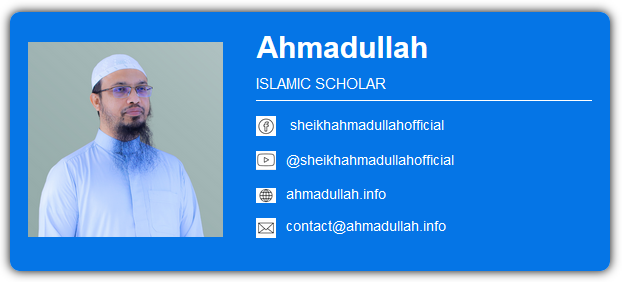 Ahmadullah
ISLAMIC SCHOLAR
sheikhahmadullahofficial
@sheikhahmadullahofficial
ahmadullah.info
contact@ahmadullah.info